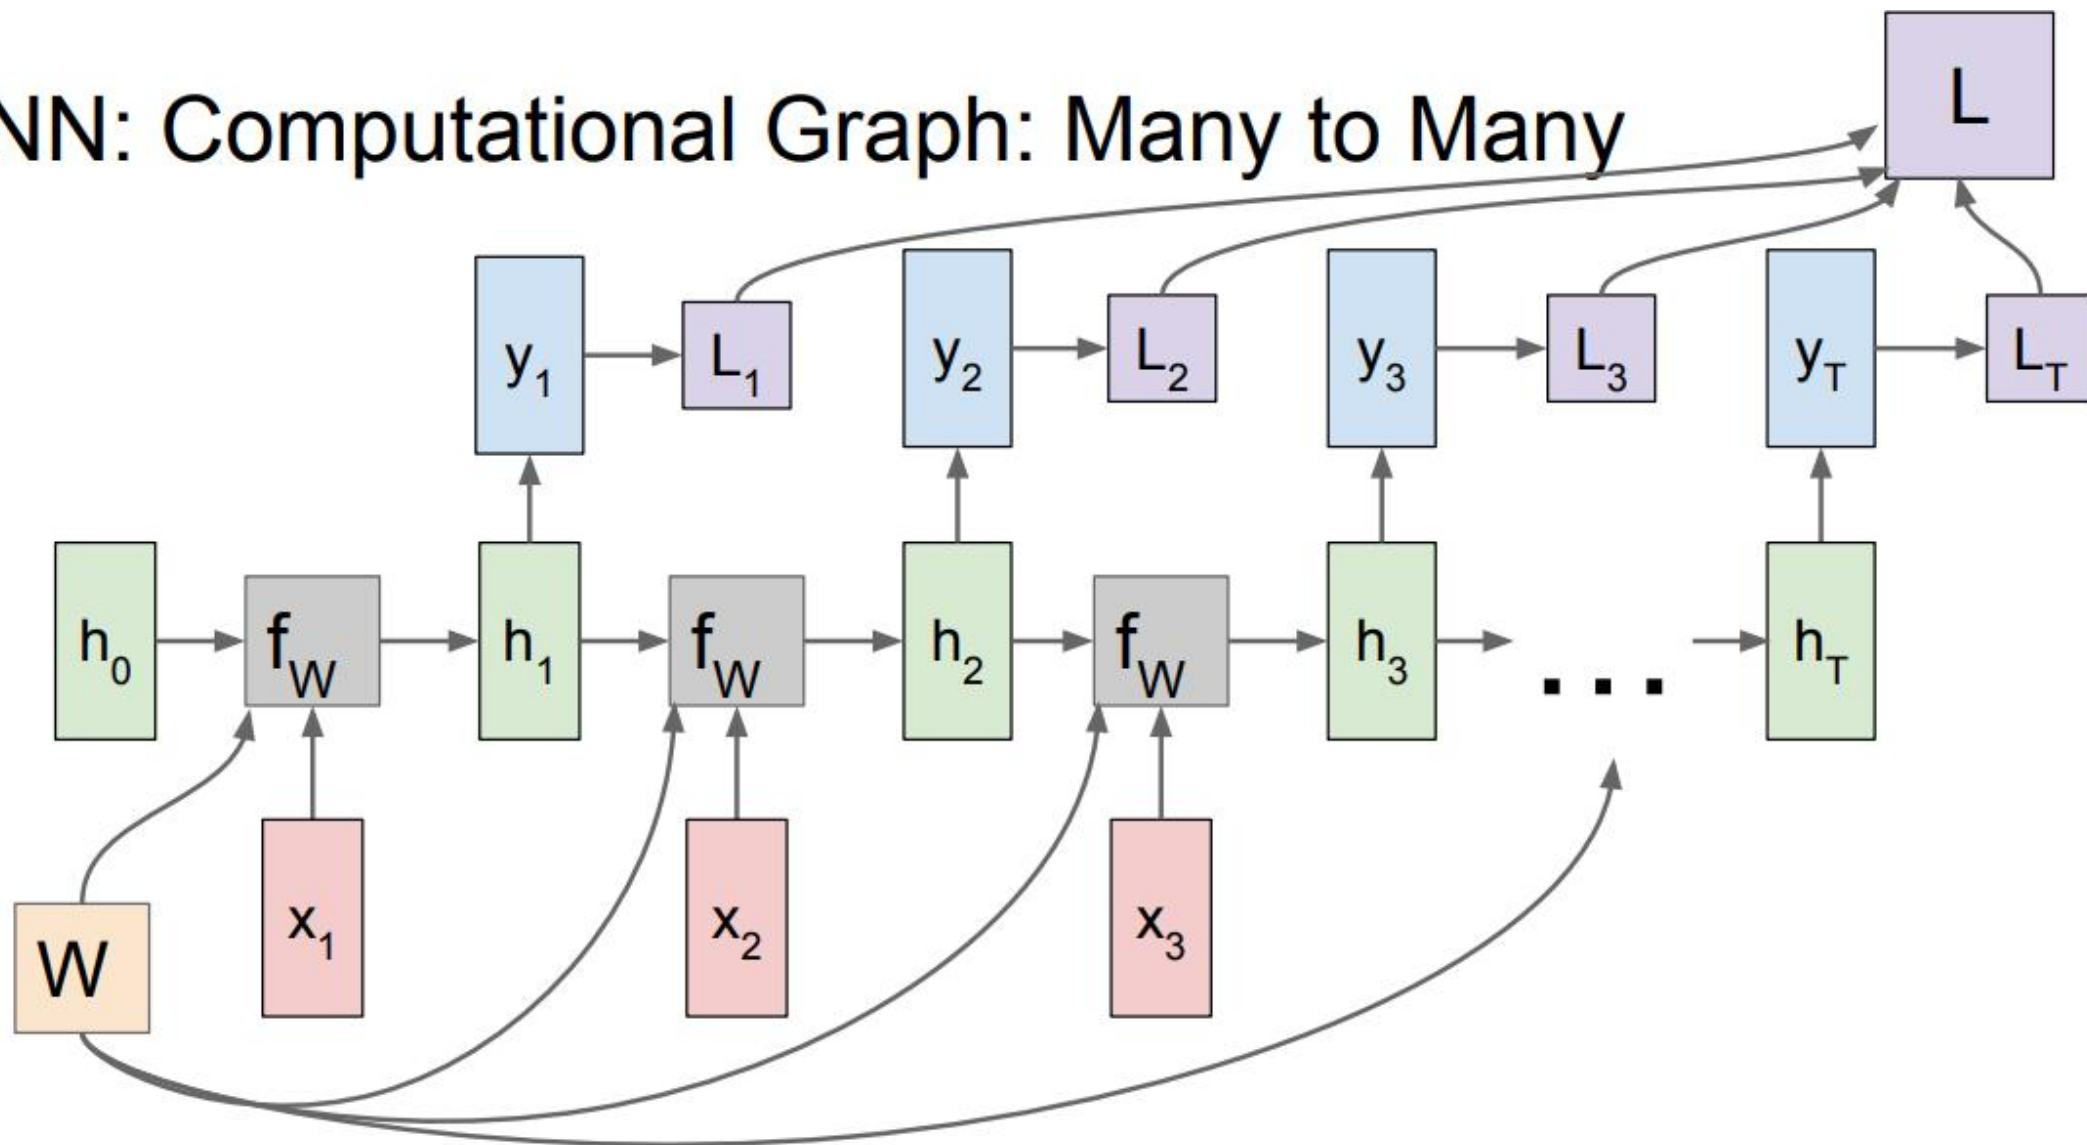 NN: Computational Graph: Many to Many
L
y1 L1 y2 L2 y3 L3 yT LT
h0 fW h1 fW h2 fW h3 ... hT
W x1 x2 x3